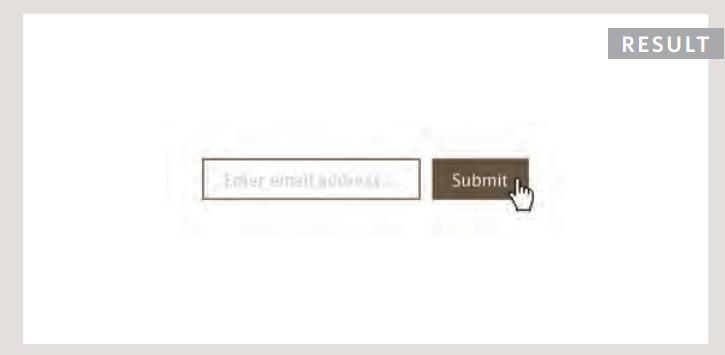 RESULT
Enter email address...
Submit